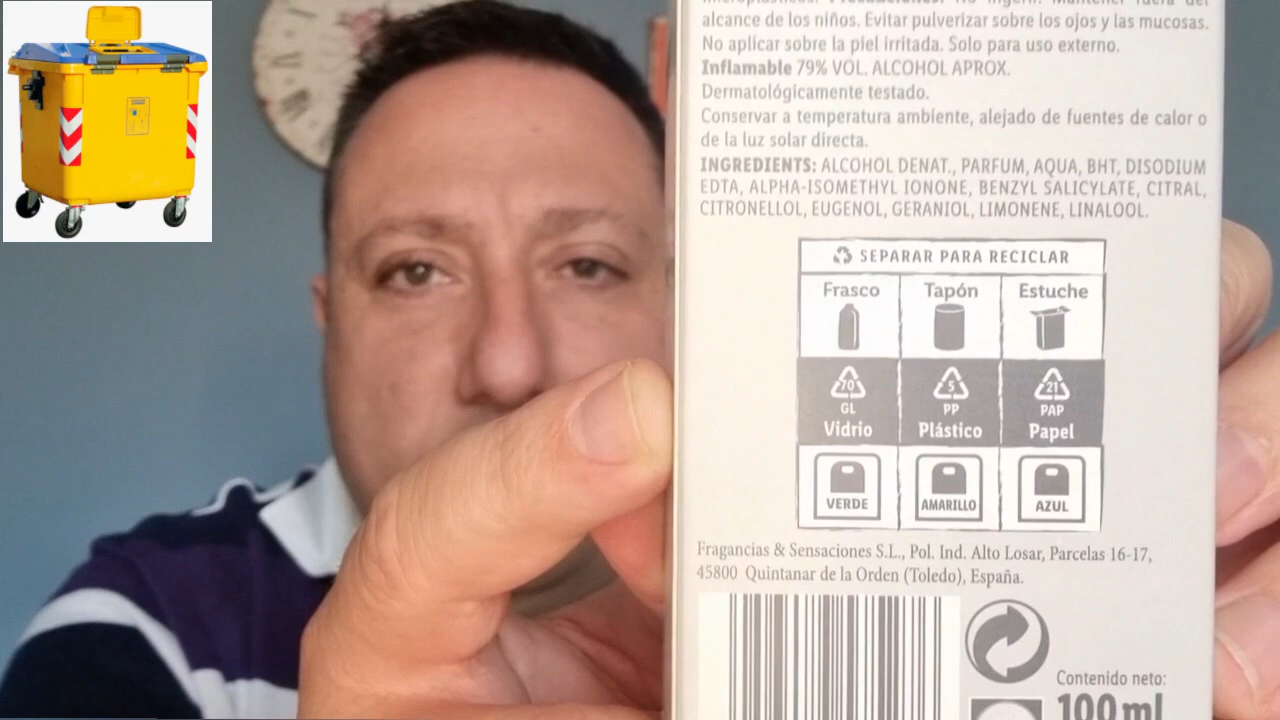 microplásticos. Precauciones: No ingerir. Mantener fuera del
alcance de los niños. Evitar pulverizar sobre los ojos y las mucosas.
No aplicar sobre la piel irritada. Solo para uso externo.
Inflamable 79% VOL. ALCOHOL APROX.
Dermatológicamente testado.
Conservar a temperatura ambiente, alejado de fuentes de calor o
de la luz solar directa.
INGREDIENTS: ALCOHOL DENAT., PARFUM, AQUA, BHT, DISODIUM
EDTA, ALPHA-ISOMETHYL IONONE, BENZYL SALICYLATE, CITRAL,
CITRONELLOL, EUGENOL, GERANIOL, LIMONENE, LINALOOL.
SEPARAR PARA RECICLAR
Frasco Tapón Estuche
70 5 21
GL PP PAP
Vidrio Plástico Papel
VERDE AMARILLO AZUL
Fragancias & Sensaciones S.L., Pol. Ind. Alto Losar, Parcelas 16-17,
45800 Quintanar de la Orden (Toledo), España.
Contenido neto:
100 ml